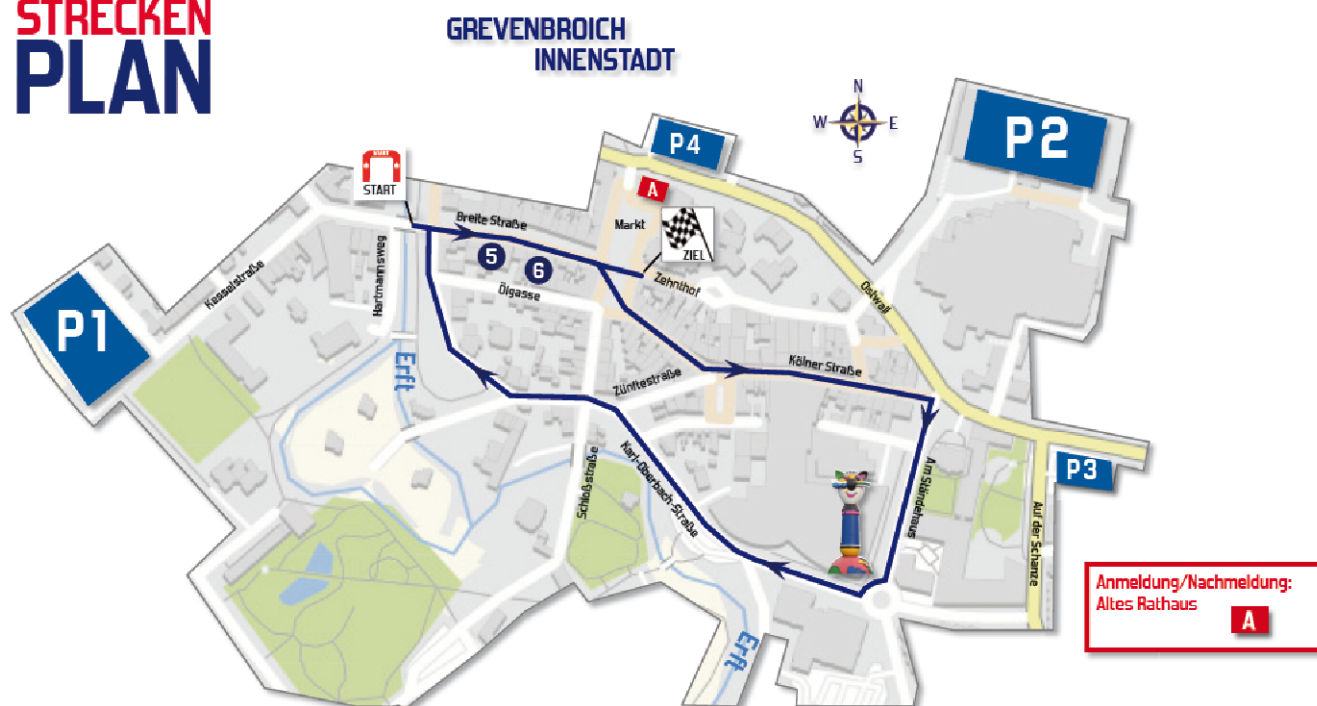 STRECKEN
PLAN
GREVENBROICH
INNENSTADT
N
W E
S
P4
P2
A
START
Breite Straße
Markt
ZIEL
5
6
Kesselstraße
Hartmannsweg
Ölgasse
Zehnthof
Ostwall
P1
Erft
Zünftestraße
Kölner Straße
Schloßstraße
Karl-Oberbach-Straße
Am Ständehaus
P3
Auf der Schanze
Erft
Anmeldung/Nachmeldung:
Altes Rathaus
A